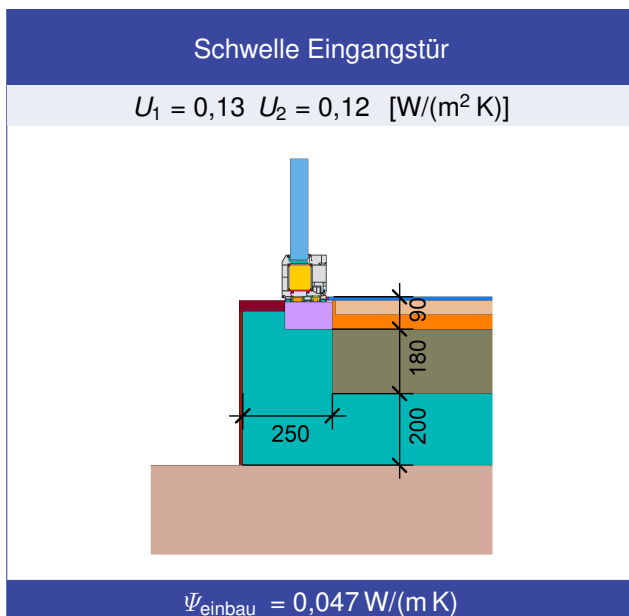 Schwelle Eingangstür
U₁ = 0,13 U₂ = 0,12 [W/(m² K)]
90
180
250
200
Ψeinbau = 0,047 W/(m K)